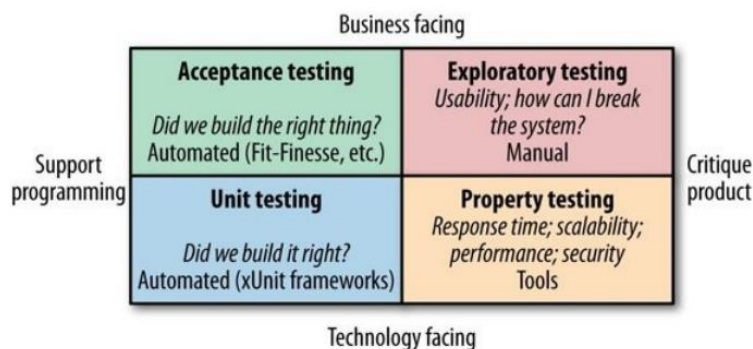 Business facing
Acceptance testing
Did we build the right thing?
Automated (Fit-Finesse, etc.)
Exploratory testing
Usability; how can I break
the system?
Manual
Support
programming
Critique
product
Unit testing
Did we build it right?
Automated (xUnit frameworks)
Property testing
Response time; scalability;
performance; security
Tools
Technology facing